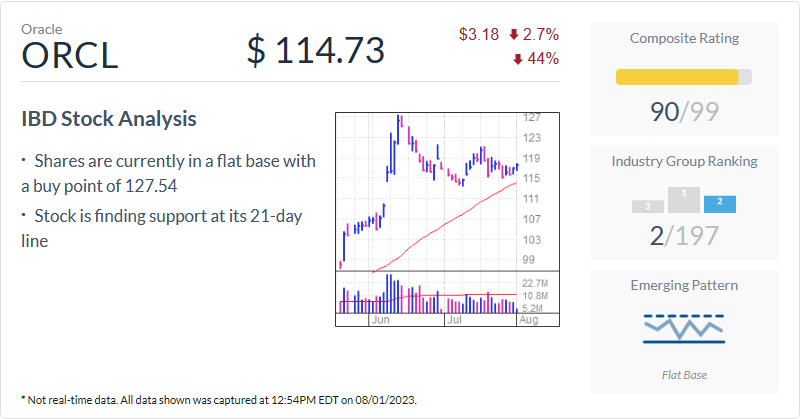 Oracle
ORCL
$ 114.73
$3.18 2.7%
44%
IBD Stock Analysis
· Shares are currently in a flat base with
a buy point of 127.54
· Stock is finding support at its 21-day
line
127
123
119
115
111
107
103
99
22.7M
10.8M
5.2M
Jun Jul Aug
Composite Rating
90/99
Industry Group Ranking
3 1 2
2/197
Emerging Pattern
Flat Base
* Not real-time data. All data shown was captured at 12:54PM EDT on 08/01/2023.